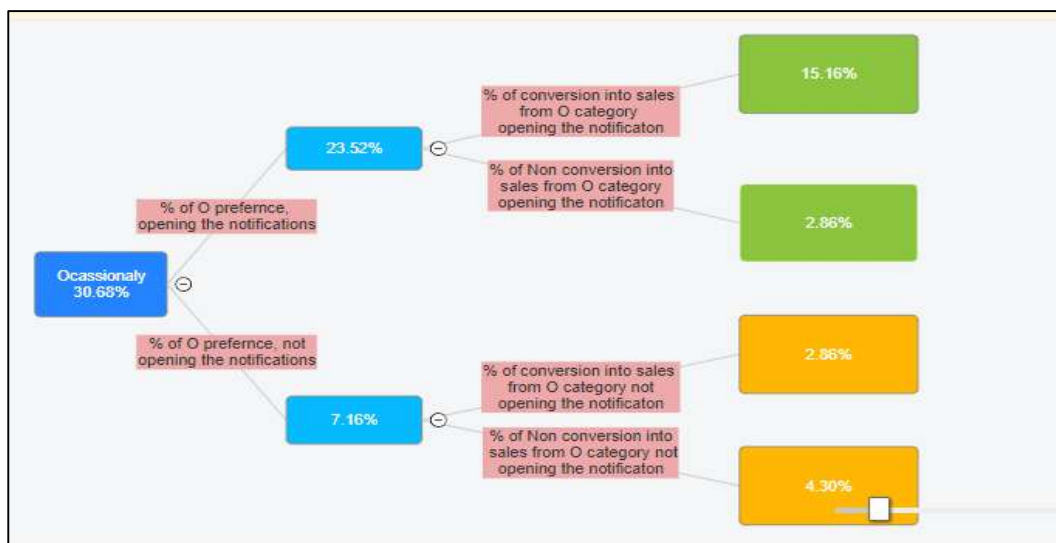 15.16%
% of conversion into sales
from O category
opening the notificaton
23.52%
% of Non conversion into
sales from O category
opening the notificaton
2.86%
% of O prefernce,
opening the notifications
Ocassionaly
30.68%
% of O prefernce, not
opening the notifications
2.86%
% of conversion into sales
from O category not
opening the notificaton
7.16%
% of Non conversion into
sales from O category not
opening the notificaton
4.30%